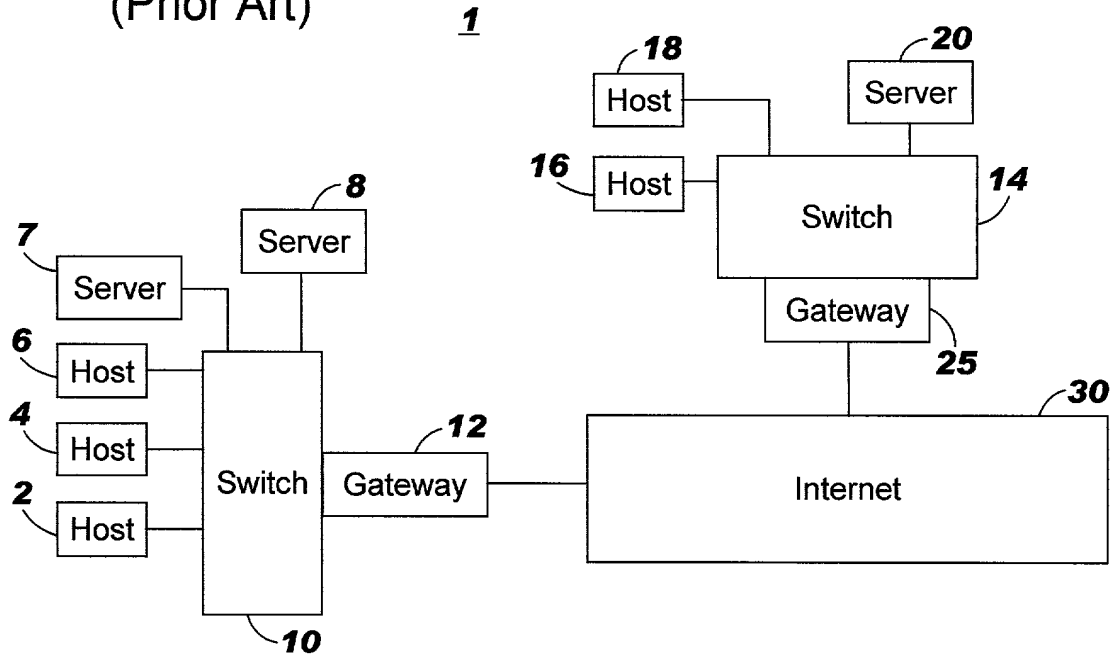 (Prior Art)
1
18
Host
20
Server
16
Host
Switch
14
Gateway
25
8
Server
7
Server
6
Host
4
Host
2
Host
Switch
10
12
Gateway
30
Internet